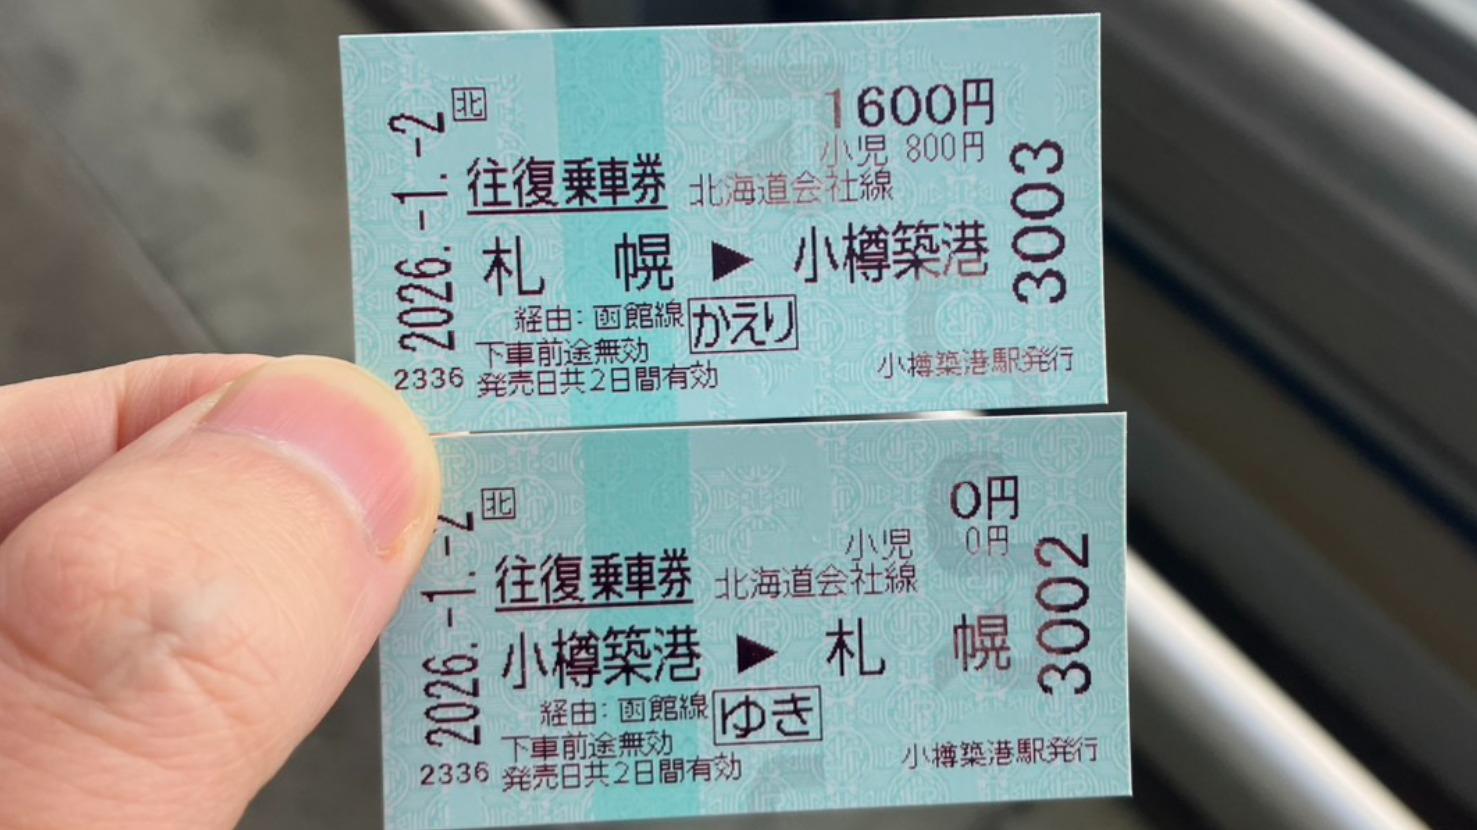 2026.-1.-2
北
1600円
小児 800円
往復乗車券 北海道会社線
札 幌 ▶ 小樽築港
経由:函館線 かえり
下車前途無効
2336 発売日共2日間有効
小樽築港駅発行
3003
2026.-1.-2
北
0円
小児 0円
往復乗車券 北海道会社線
小樽築港 ▶ 札 幌
経由:函館線 ゆき
下車前途無効
2336 発売日共2日間有効
小樽築港駅発行
3002